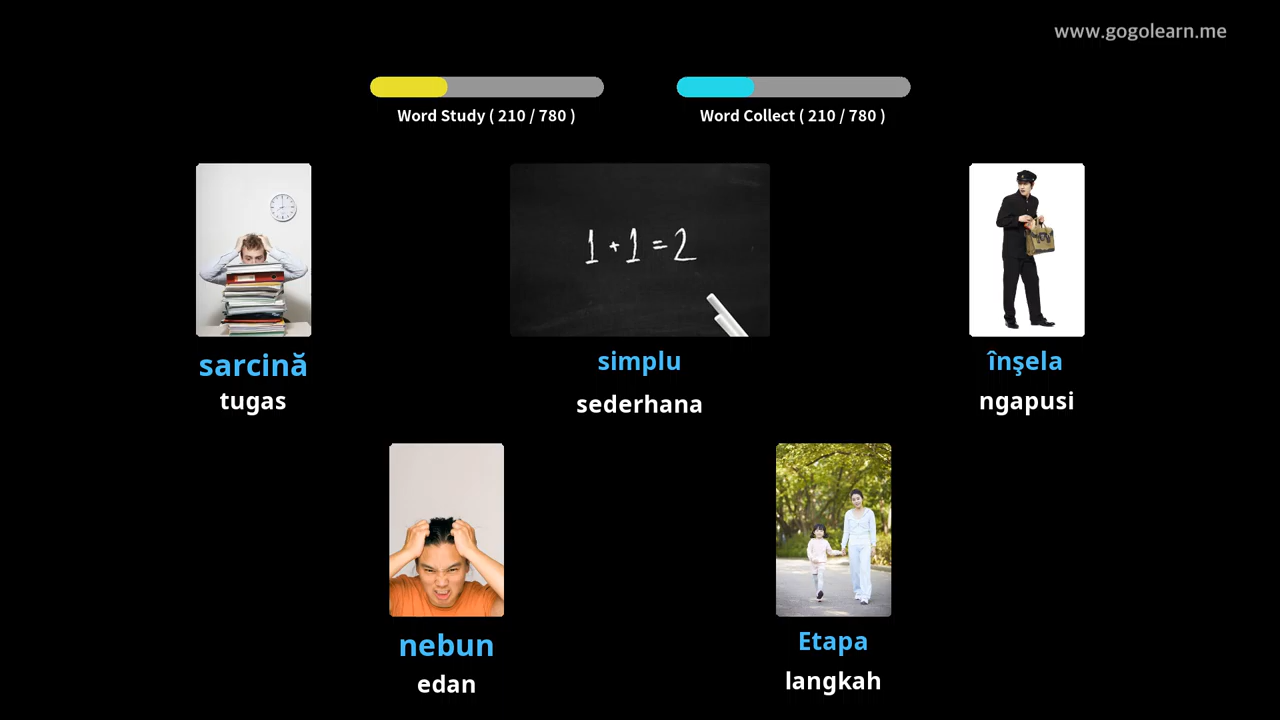 www.gogolearn.me
Word Study ( 210 / 780 )
Word Collect ( 210 / 780 )
1 + 1 = 2
sarcină
tugas
simplu
sederhana
înşela
ngapusi
nebun
edan
Etapa
langkah